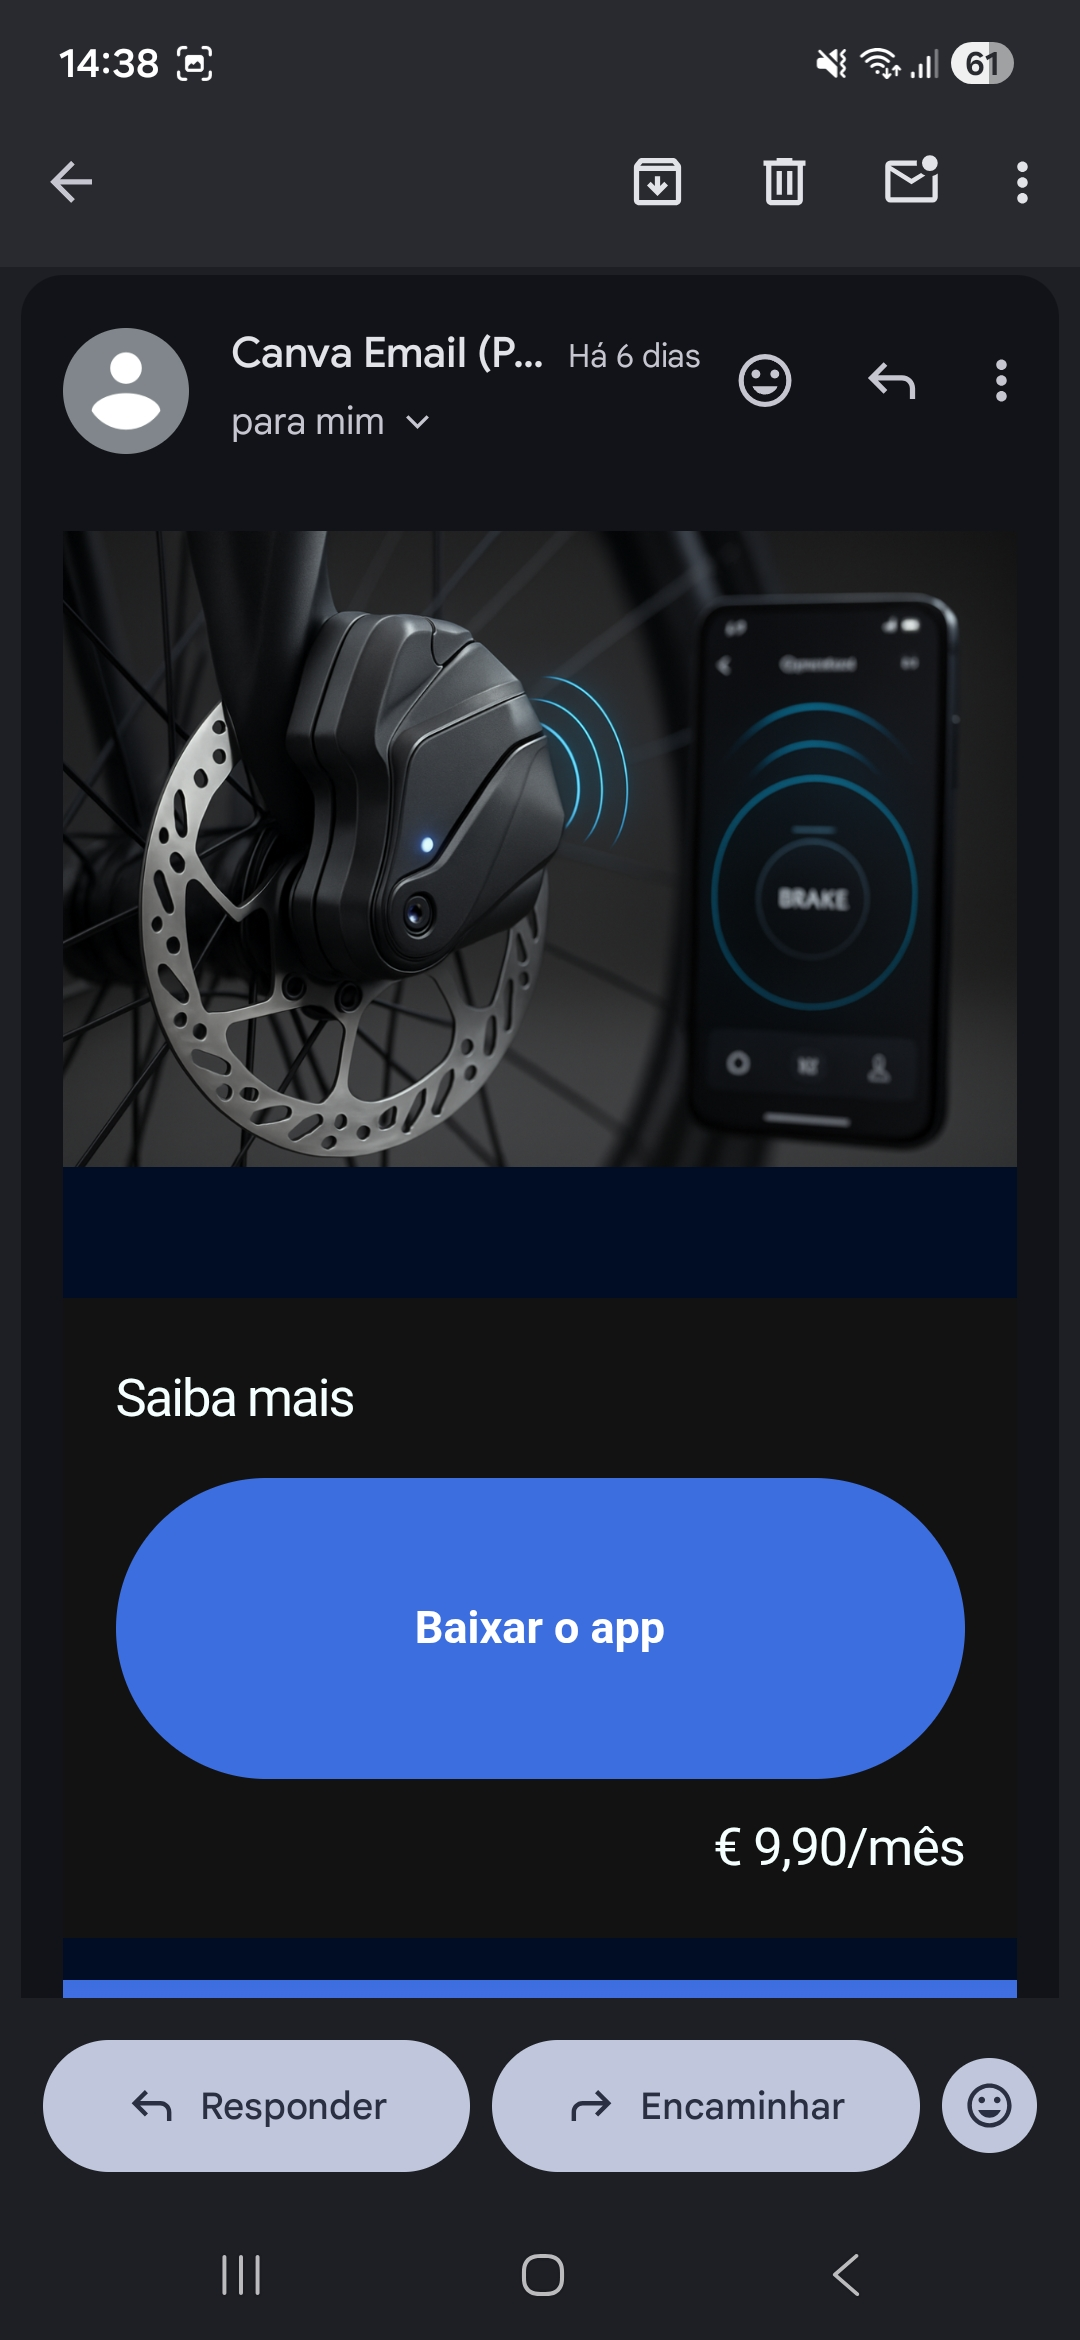 14:38
61
Canva Email (P... Há 6 dias
para mim
BRAKE
Saiba mais
Baixar o app
€ 9,90/mês
Responder
Encaminhar